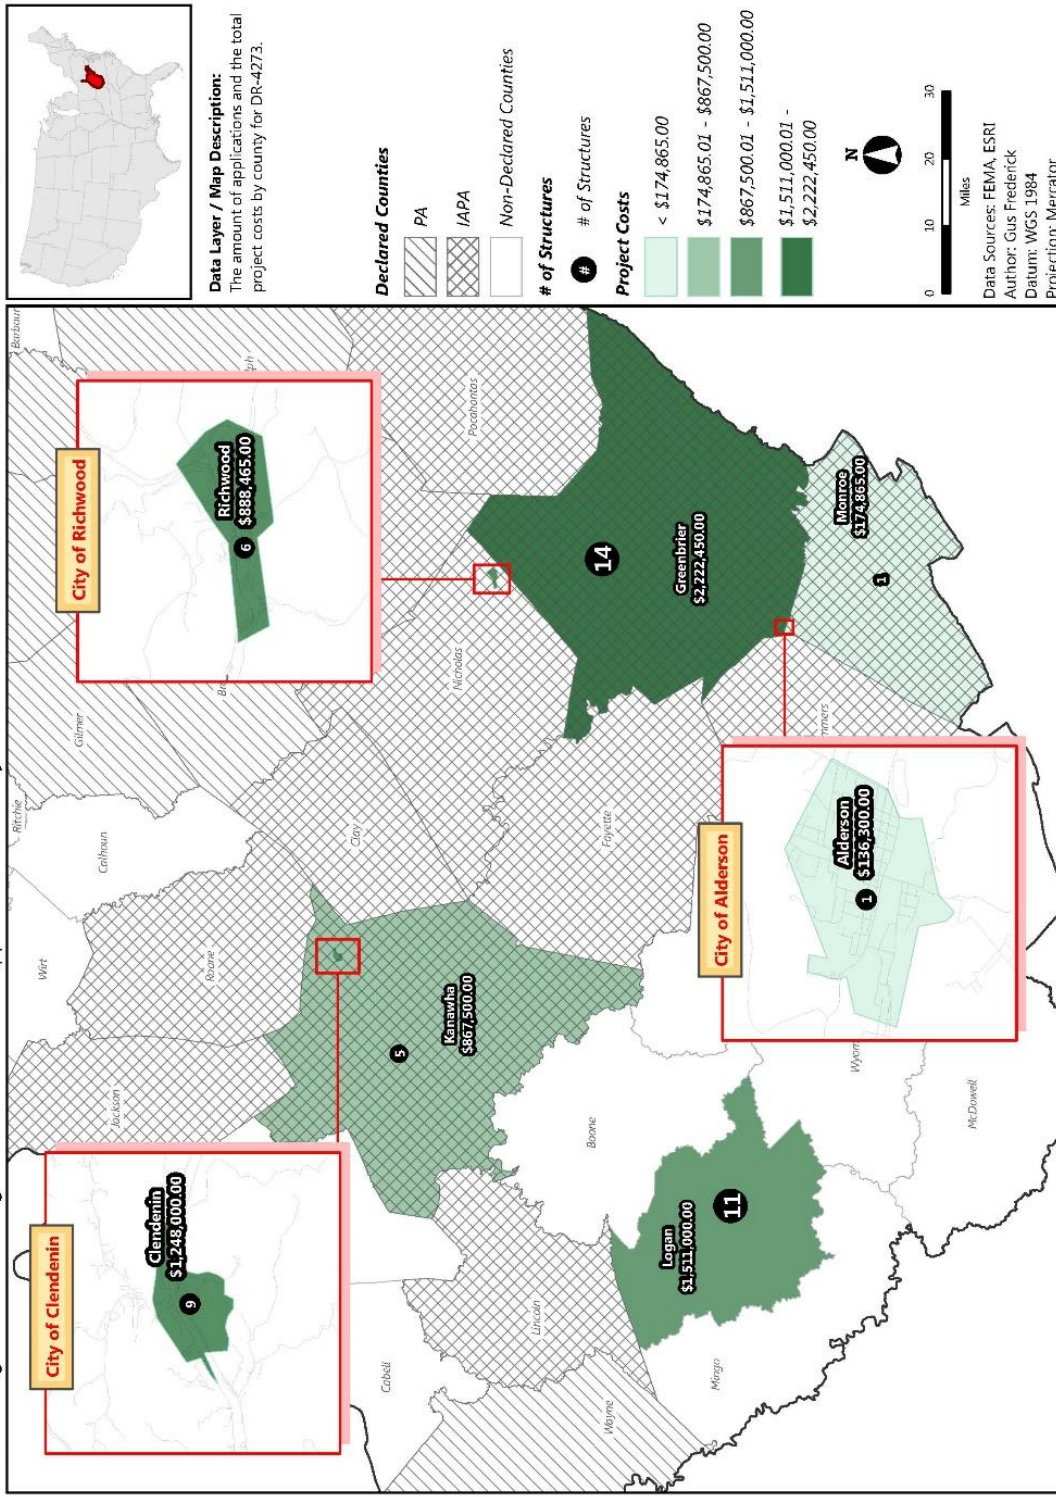 City of Clendenin
Clendenin
$1,248,000.00
9
City of Richwood
Richwood
$888,465.00
6
City of Alderson
Alderson
$136,300.00
1
Barbour
Ritchie
Gilmer
Calhoun
Wirt
Roane
Jackson
Clay
Nicholas
Pocahontas
Fayette
Boone
Lincoln
Cabell
Wayne
Mingo
McDowell
Kanawha
$867,500.00
5
Logan
$1,511,000.00
11
Greenbrier
$2,222,450.00
14
Monroe
$174,865.00
1
Data Layer / Map Description:
The amount of applications and the total
project costs by county for DR-4273.
Declared Counties
PA
IAPA
Non-Declared Counties
# of Structures
# # of Structures
Project Costs
< $174,865.00
$174,865.01 - $867,500.00
$867,500.01 - $1,511,000.00
$1,511,000.01 -
$2,222,450.00
N
0 10 20 30
Miles
Data Sources: FEMA, ESRI
Author: Gus Frederick
Datum: WGS 1984
Projection: Mercator